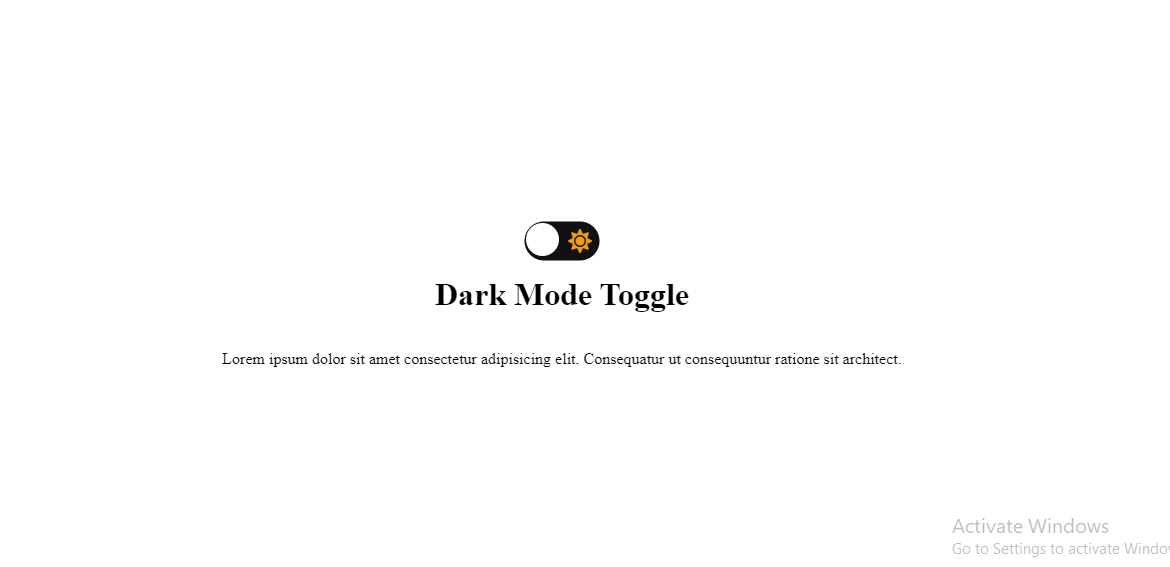 Dark Mode Toggle
Lorem ipsum dolor sit amet consectetur adipisicing elit. Consequatur ut consequuntur ratione sit architect.
Activate Windows
Go to Settings to activate Windo